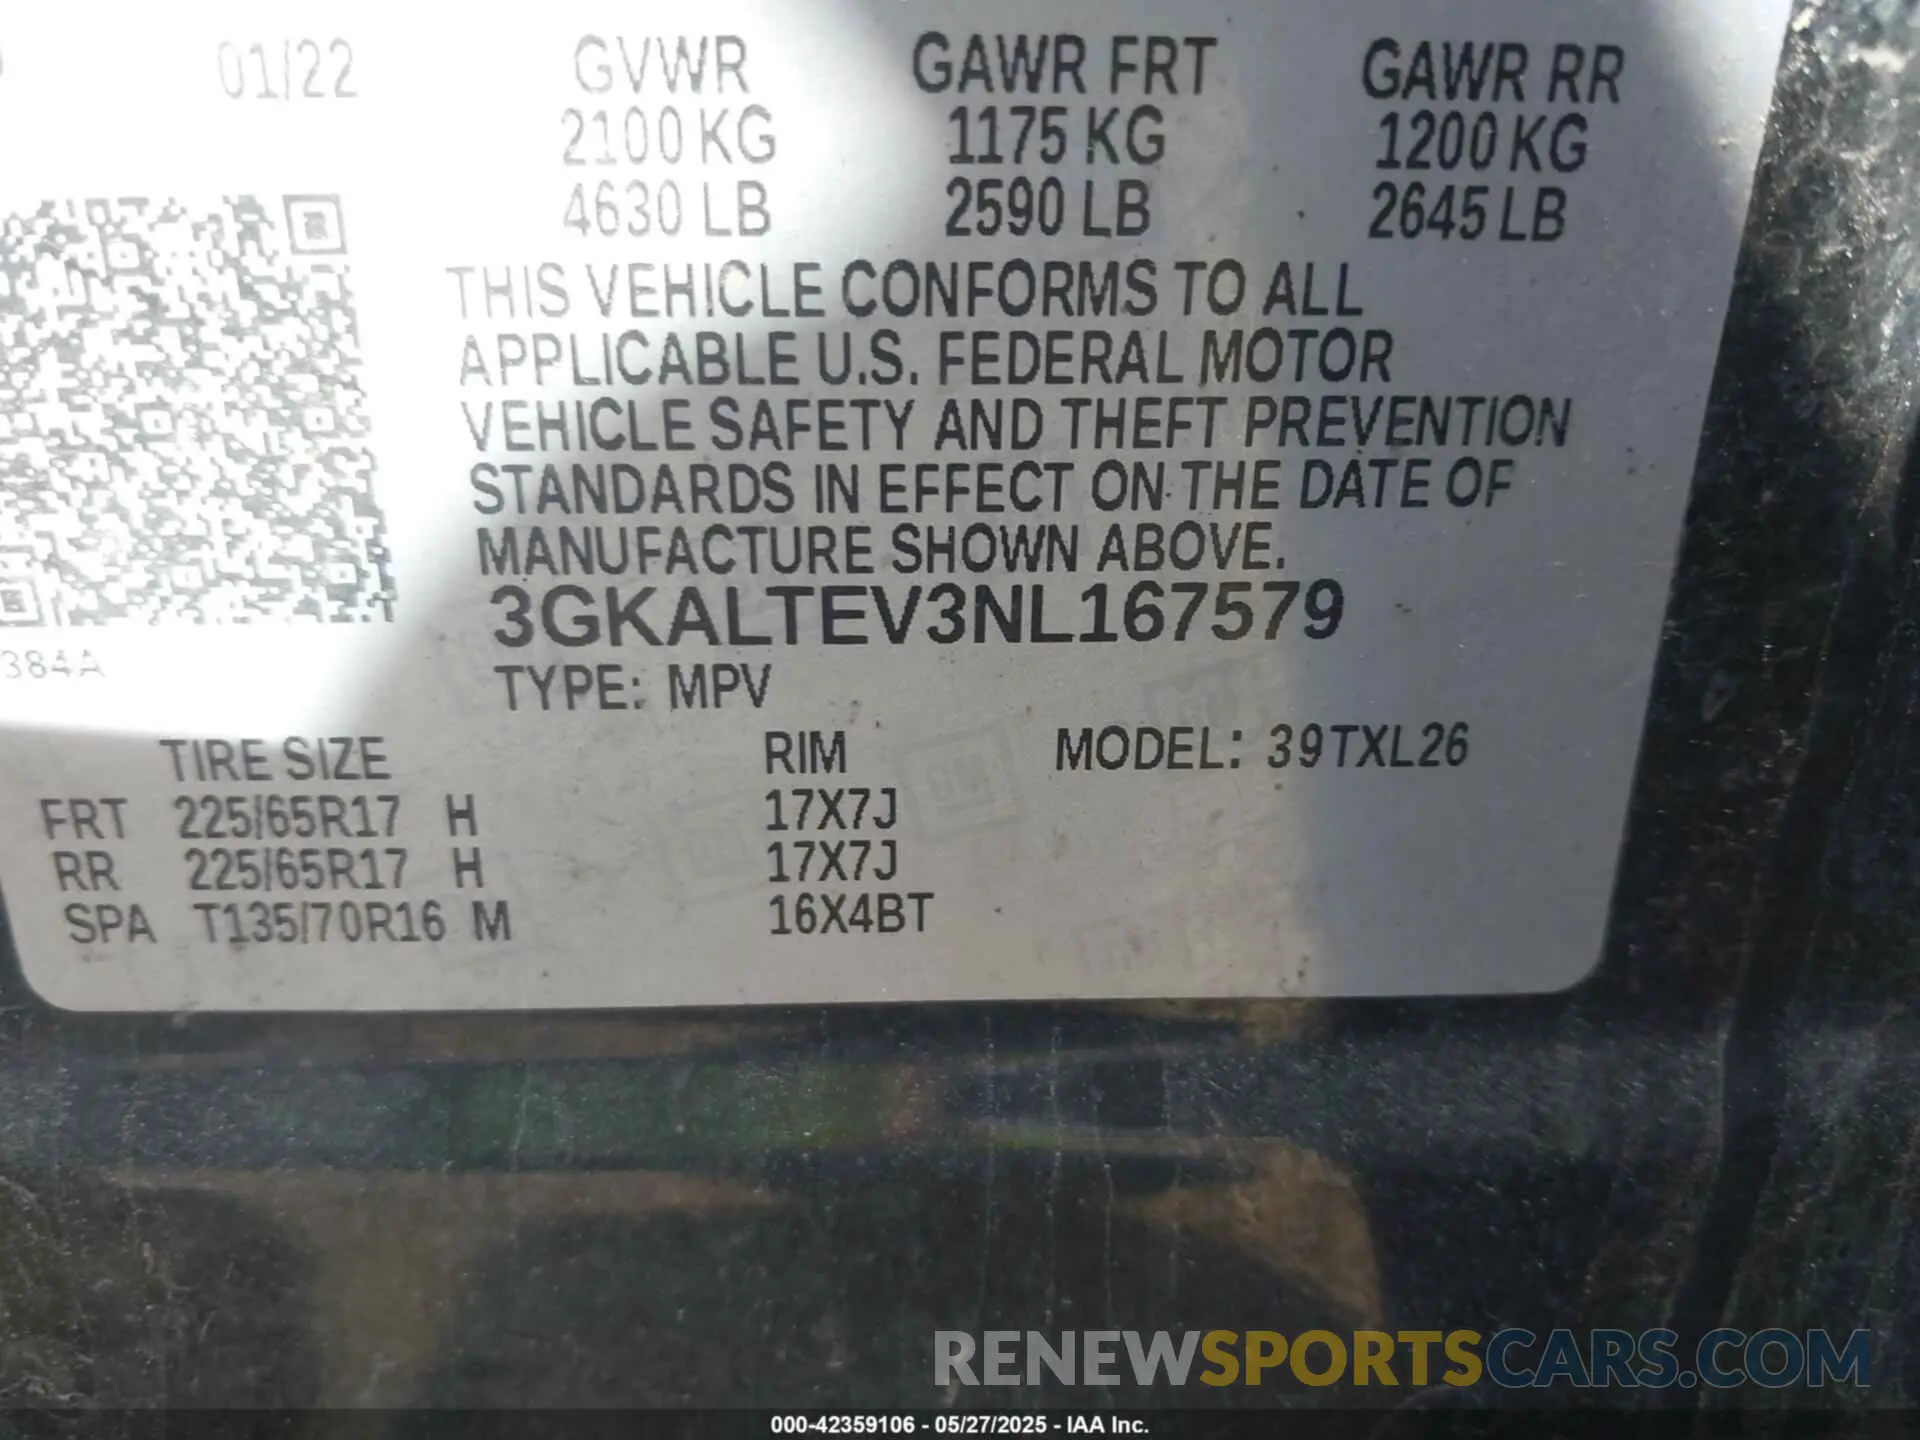 01/22 GVWR GAWR FRT GAWR RR
2100 KG 1175 KG 1200 KG
4630 LB 2590 LB 2645 LB
THIS VEHICLE CONFORMS TO ALL
APPLICABLE U.S. FEDERAL MOTOR
VEHICLE SAFETY AND THEFT PREVENTION
STANDARDS IN EFFECT ON THE DATE OF
MANUFACTURE SHOWN ABOVE.
3GKALTEV3NL167579
384A
TYPE: MPV
TIRE SIZE RIM MODEL: 39TXL26
FRT 225/65R17 H 17X7J
RR 225/65R17 H 17X7J
SPA T135/70R16 M 16X4BT
GM
RENEWSPORTSCARS.COM
000-42359106 - 05/27/2025 - IAA Inc.